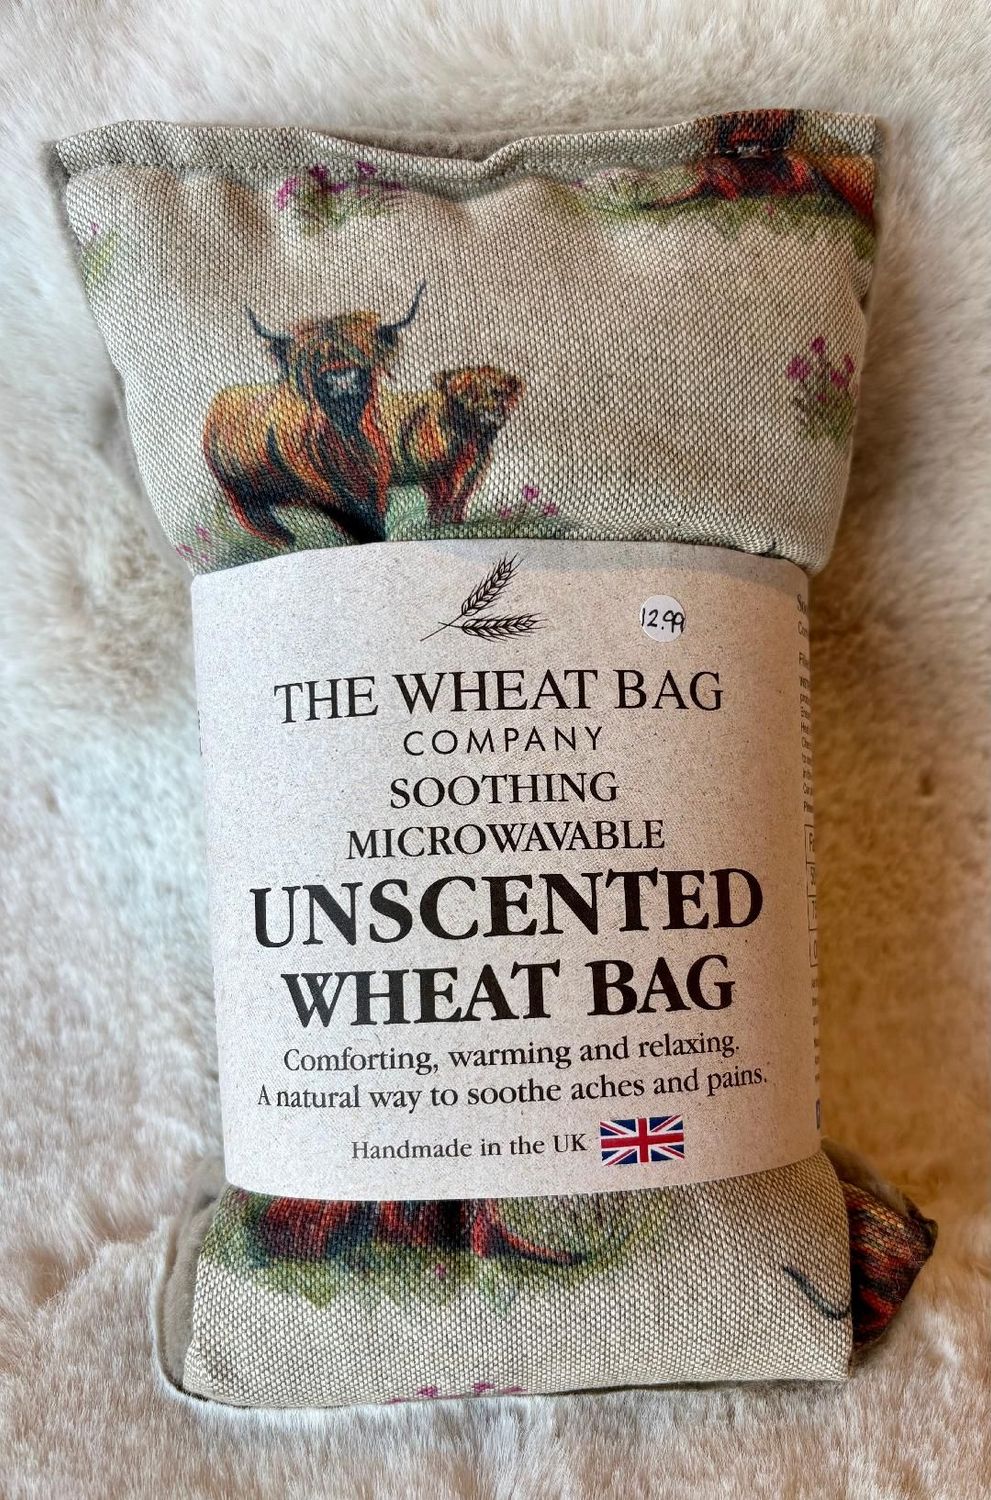 12.99
THE WHEAT BAG
COMPANY
SOOTHING
MICROWAVABLE
UNSCENTED
WHEAT BAG
Comforting, warming and relaxing.
A natural way to soothe aches and pains.
Handmade in the UK